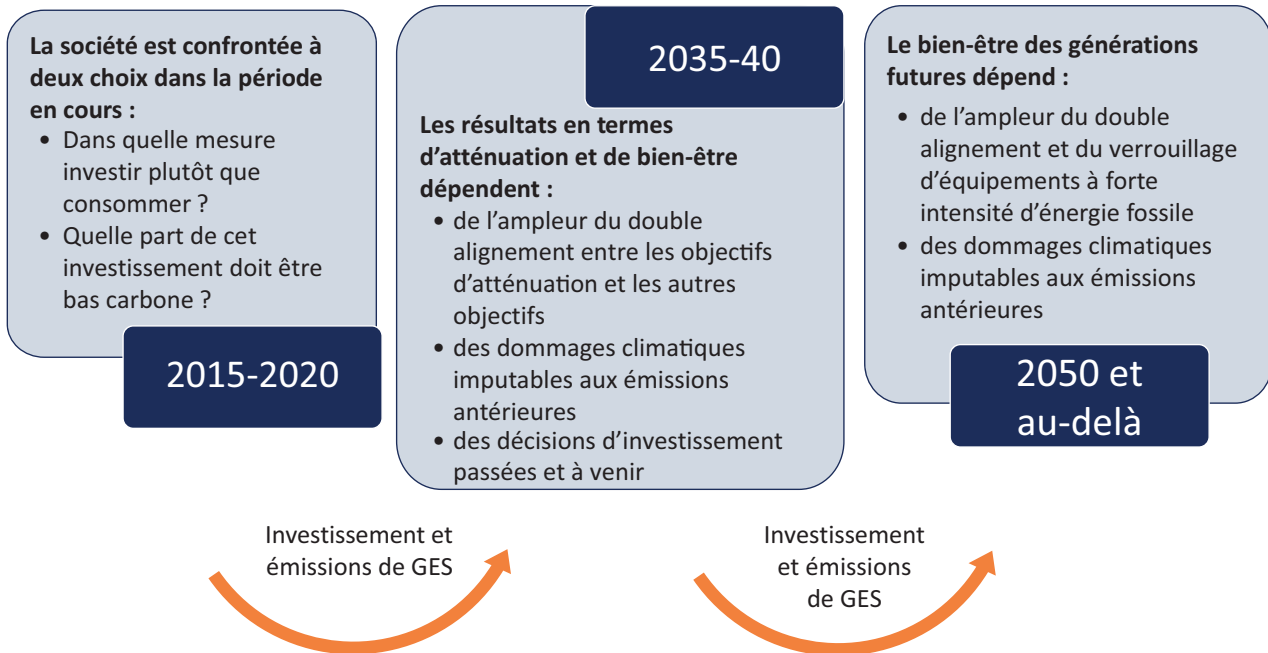 La société est confrontée à
deux choix dans la période
en cours :
• Dans quelle mesure
investir plutôt que
consommer ?
• Quelle part de cet
investissement doit être
bas carbone ?
2015-2020
2035-40
Les résultats en termes
d’atténuation et de bien-être
dépendent :
• de l’ampleur du double
alignement entre les objectifs
d’atténuation et les autres
objectifs
• des dommages climatiques
imputables aux émissions
antérieures
• des décisions d’investissement
passées et à venir
Le bien-être des générations
futures dépend :
• de l’ampleur du double
alignement et du verrouillage
d’équipements à forte
intensité d’énergie fossile
• des dommages climatiques
imputables aux émissions
antérieures
2050 et
au-delà
Investissement et
émissions de GES
Investissement
et émissions
de GES